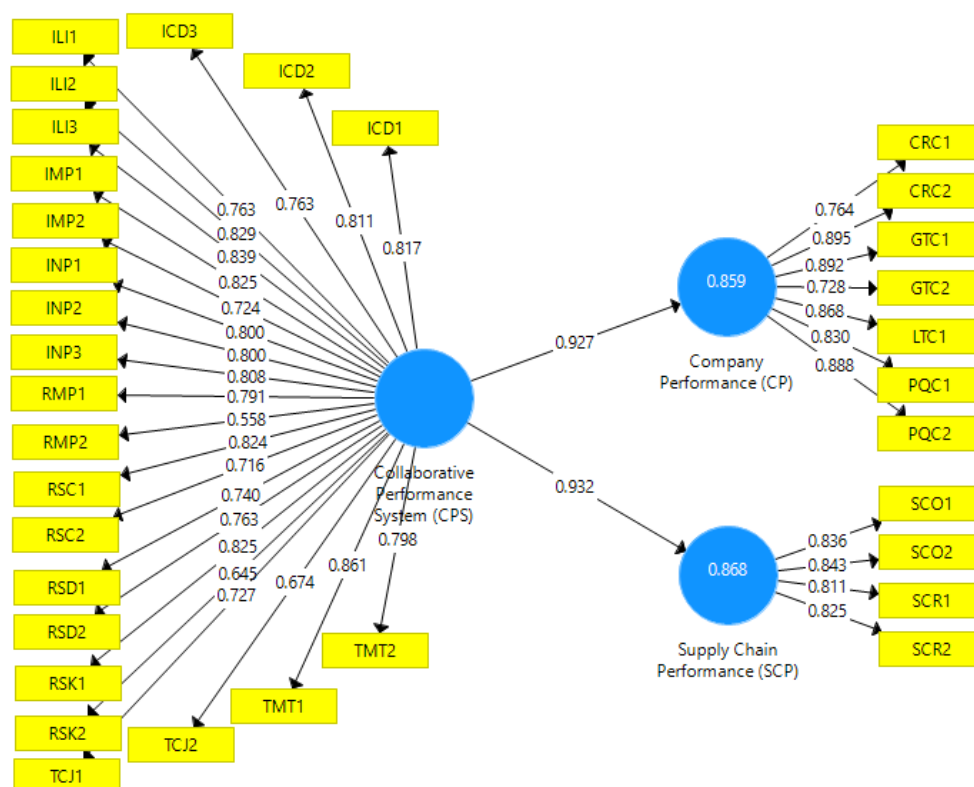 ILI1
ICD3
ILI2
ICD2
ILI3
ICD1
IMP1
IMP2
INP1
INP2
INP3
RMP1
RMP2
RSC1
RSC2
RSD1
RSD2
RSK1
RSK2
TCJ1
TCJ2
TMT1
TMT2
0.763
0.811
0.817
0.763
0.829
0.839
0.825
0.724
0.800
0.800
0.808
0.791
0.558
0.824
0.716
0.740
0.763
0.825
0.645
0.727
0.674
0.861
0.798
Collaborative
Performance
System (CPS)
0.927
0.932
0.859
Company
Performance (CP)
0.764
0.895
0.892
0.728
0.868
0.830
0.888
CRC1
CRC2
GTC1
GTC2
LTC1
PQC1
PQC2
0.868
Supply Chain
Performance (SCP)
0.836
0.843
0.811
0.825
SCO1
SCO2
SCR1
SCR2